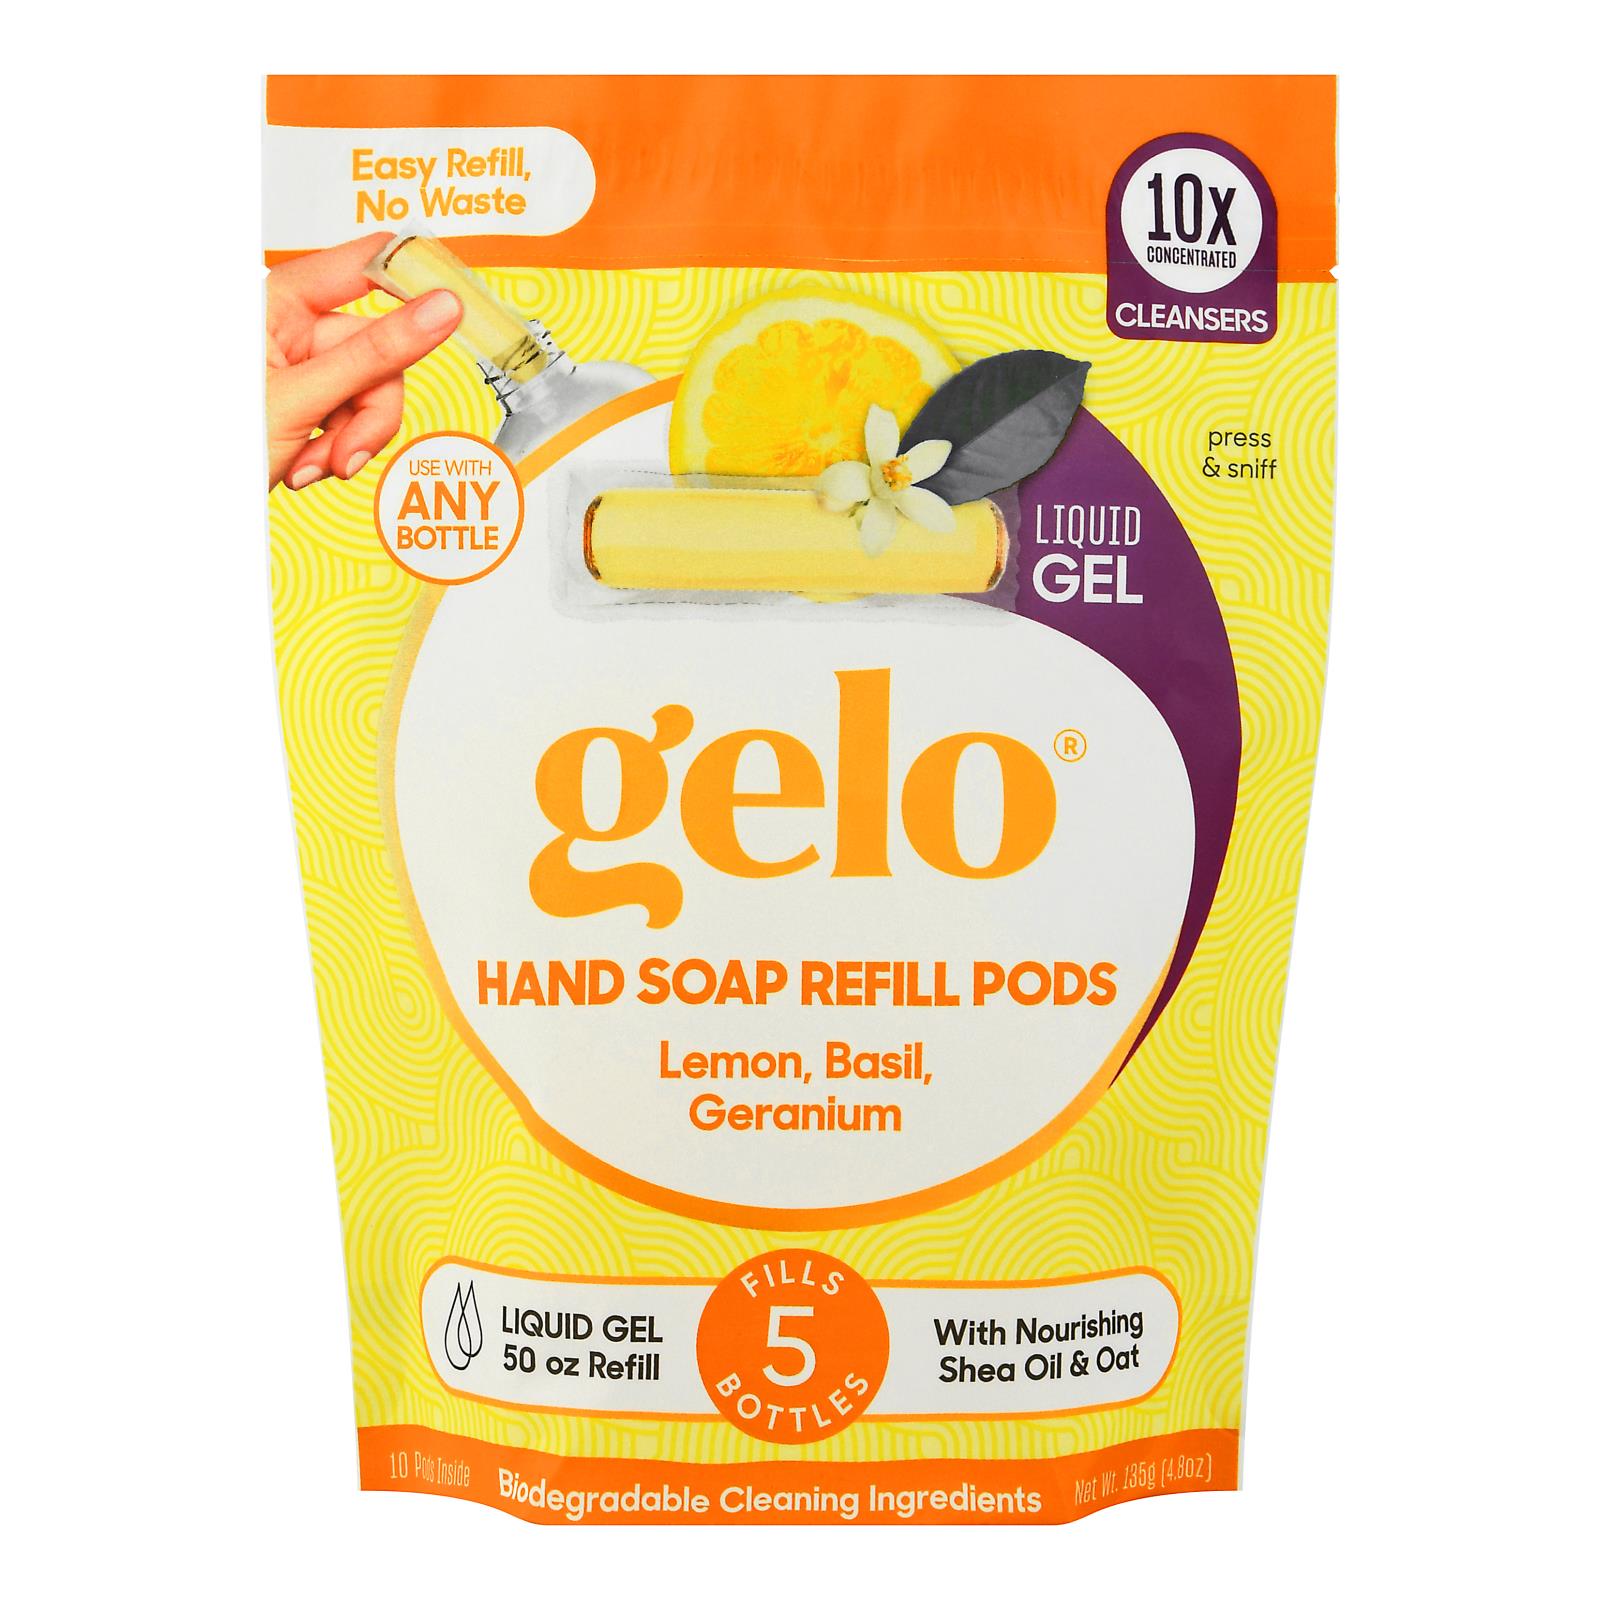 Easy Refill,
No Waste
10X
CONCENTRATED
CLEANSERS
press
& sniff
USE WITH
ANY
BOTTLE
LIQUID
GEL
gelo®
HAND SOAP REFILL PODS
Lemon, Basil,
Geranium
LIQUID GEL
50 oz Refill
FILLS
5
BOTTLES
With Nourishing
Shea Oil & Oat
10 Pods Inside
Biodegradable Cleaning Ingredients
Net Wt. 135g (4.8oz)